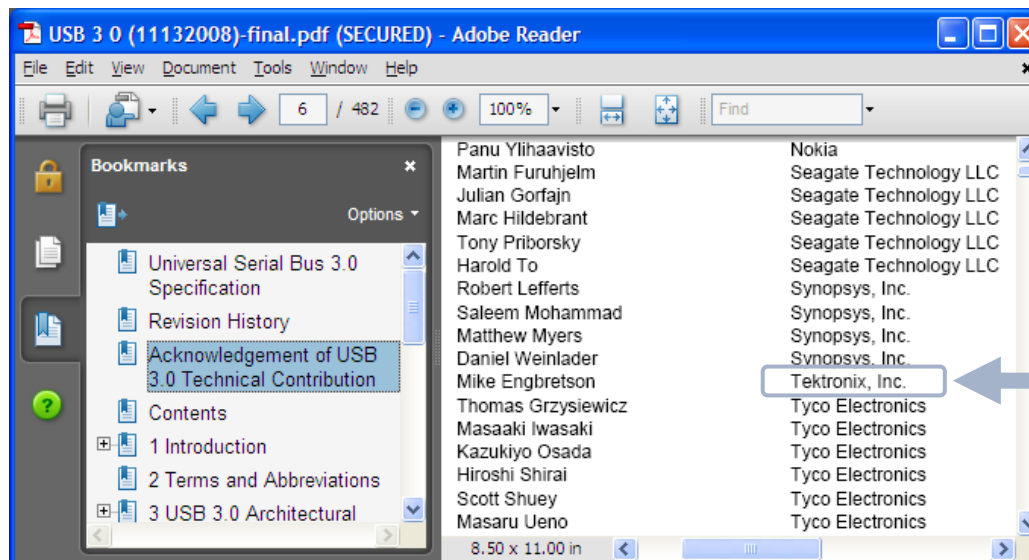 USB 3 0 (11132008)-final.pdf (SECURED) - Adobe Reader
File Edit View Document Tools Window Help
6 / 482 100% Find
Bookmarks
Options
Universal Serial Bus 3.0
Specification
Revision History
Acknowledgement of USB
3.0 Technical Contribution
Contents
1 Introduction
2 Terms and Abbreviations
3 USB 3.0 Architectural
Panu Ylihaavisto Nokia
Martin Furuhjelm Seagate Technology LLC
Julian Gorfajn Seagate Technology LLC
Marc Hildebrant Seagate Technology LLC
Tony Priborsky Seagate Technology LLC
Harold To Seagate Technology LLC
Robert Lefferts Synopsys, Inc.
Saleem Mohammad Synopsys, Inc.
Matthew Myers Synopsys, Inc.
Daniel Weinlader Synopsys, Inc.
Mike Engbretson Tektronix, Inc.
Thomas Grzysiewicz Tyco Electronics
Masaaki Iwasaki Tyco Electronics
Kazukiyo Osada Tyco Electronics
Hiroshi Shirai Tyco Electronics
Scott Shuey Tyco Electronics
Masaru Ueno Tyco Electronics
8.50 x 11.00 in